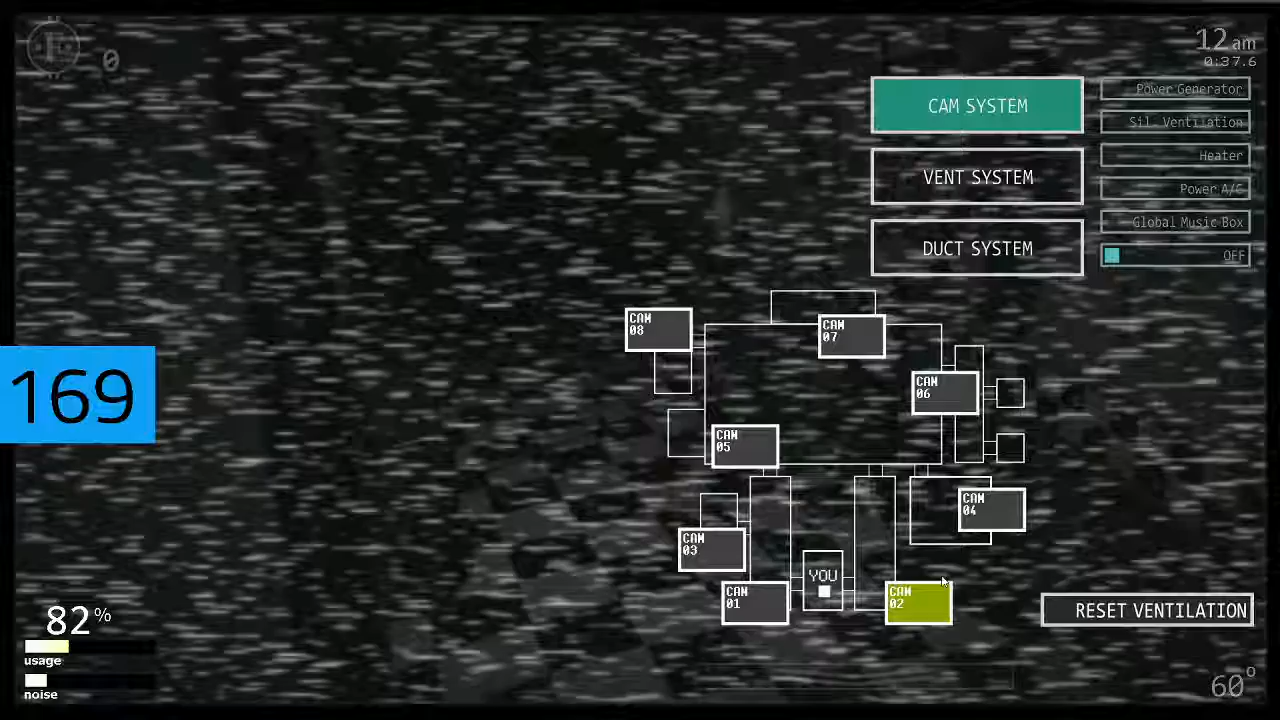 0
12 am
0:37.6
CAM SYSTEM
Power Generator
Sil. Ventilation
VENT SYSTEM
Heater
Power A/C
DUCT SYSTEM
Global Music Box
OFF
CAM
08
CAM
07
CAM
06
169
CAM
05
CAM
04
CAM
03
YOU
CAM
01
CAM
02
RESET VENTILATION
82%
usage
noise
60°